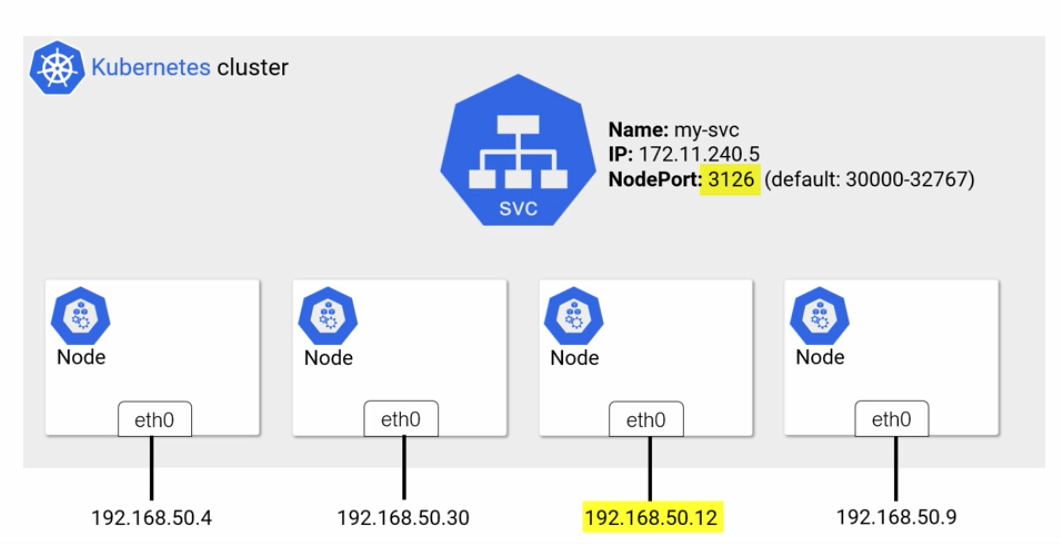 Kubernetes cluster
Name: my-svc
IP: 172.11.240.5
NodePort: 3126 (default: 30000-32767)
SVC
Node
Node
Node
Node
eth0
eth0
eth0
eth0
192.168.50.4
192.168.50.30
192.168.50.12
192.168.50.9